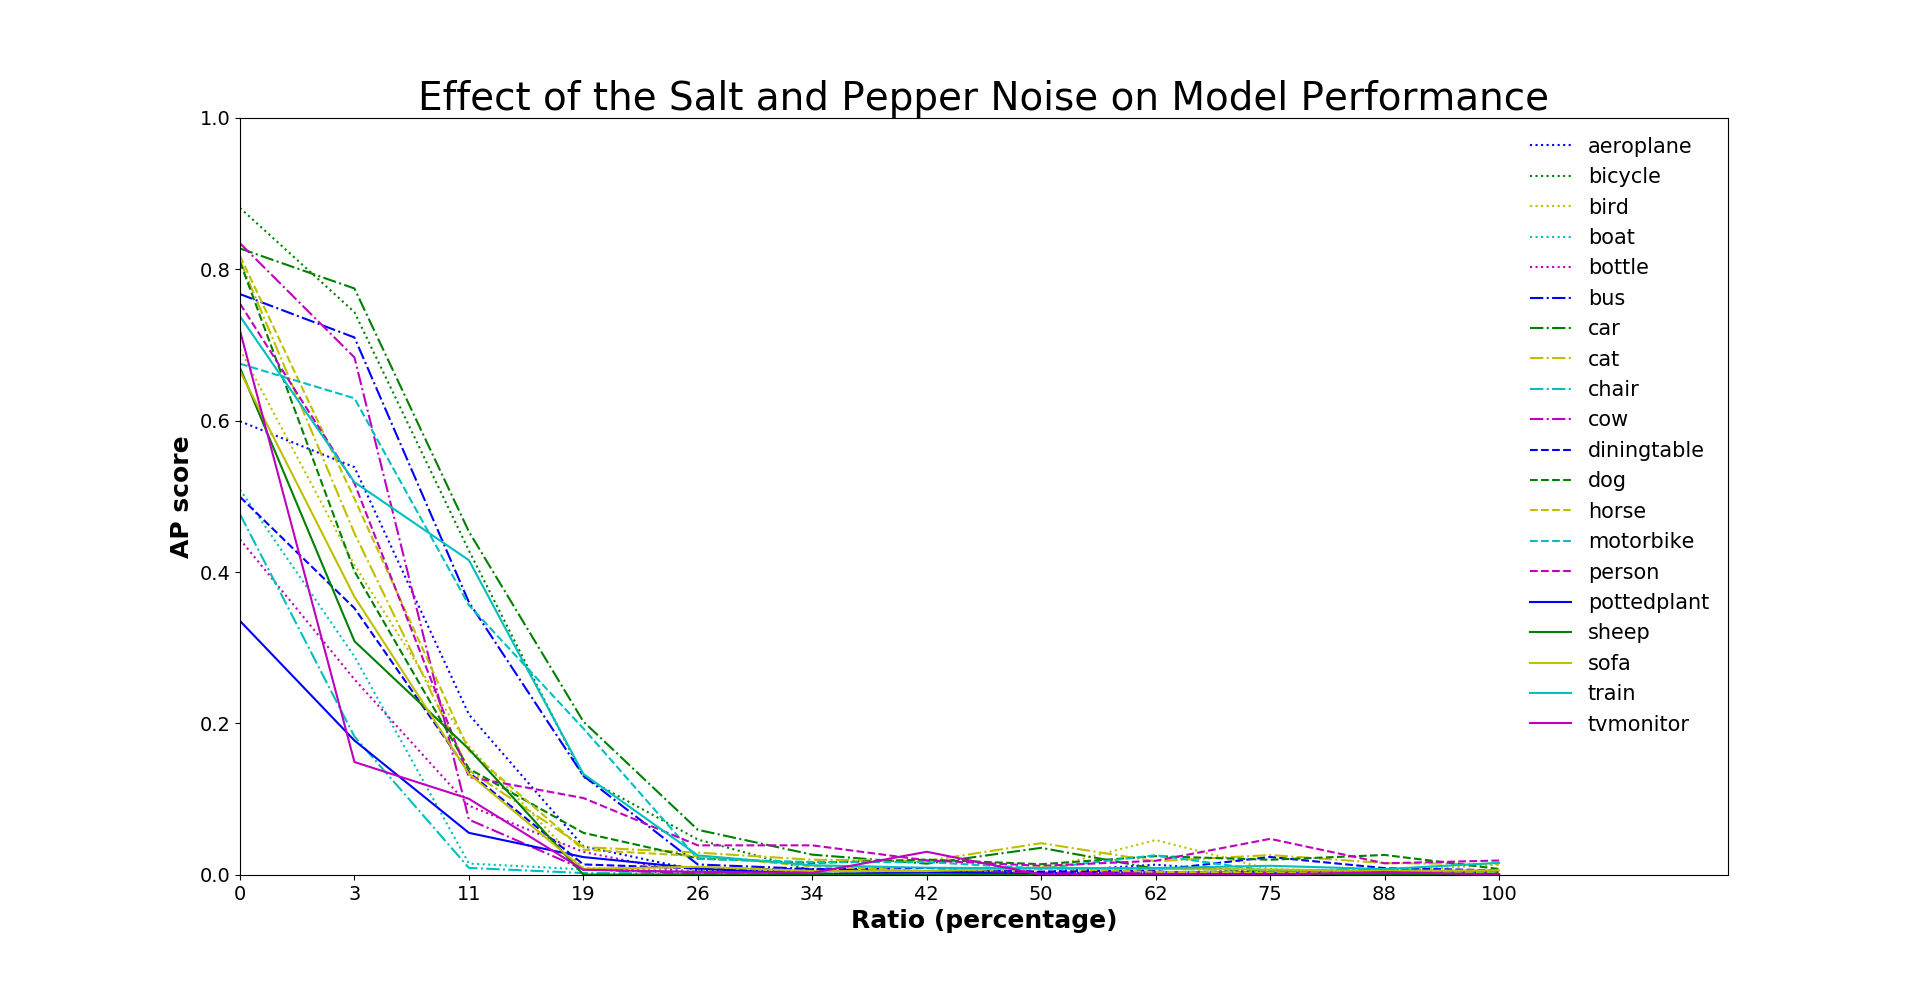 Effect of the Salt and Pepper Noise on Model Performance
1.0
0.8
0.6
0.4
0.2
0.0
AP score
0 3 11 19 26 34 42 50 62 75 88 100
Ratio (percentage)
aeroplane
bicycle
bird
boat
bottle
bus
car
cat
chair
cow
diningtable
dog
horse
motorbike
person
pottedplant
sheep
sofa
train
tvmonitor